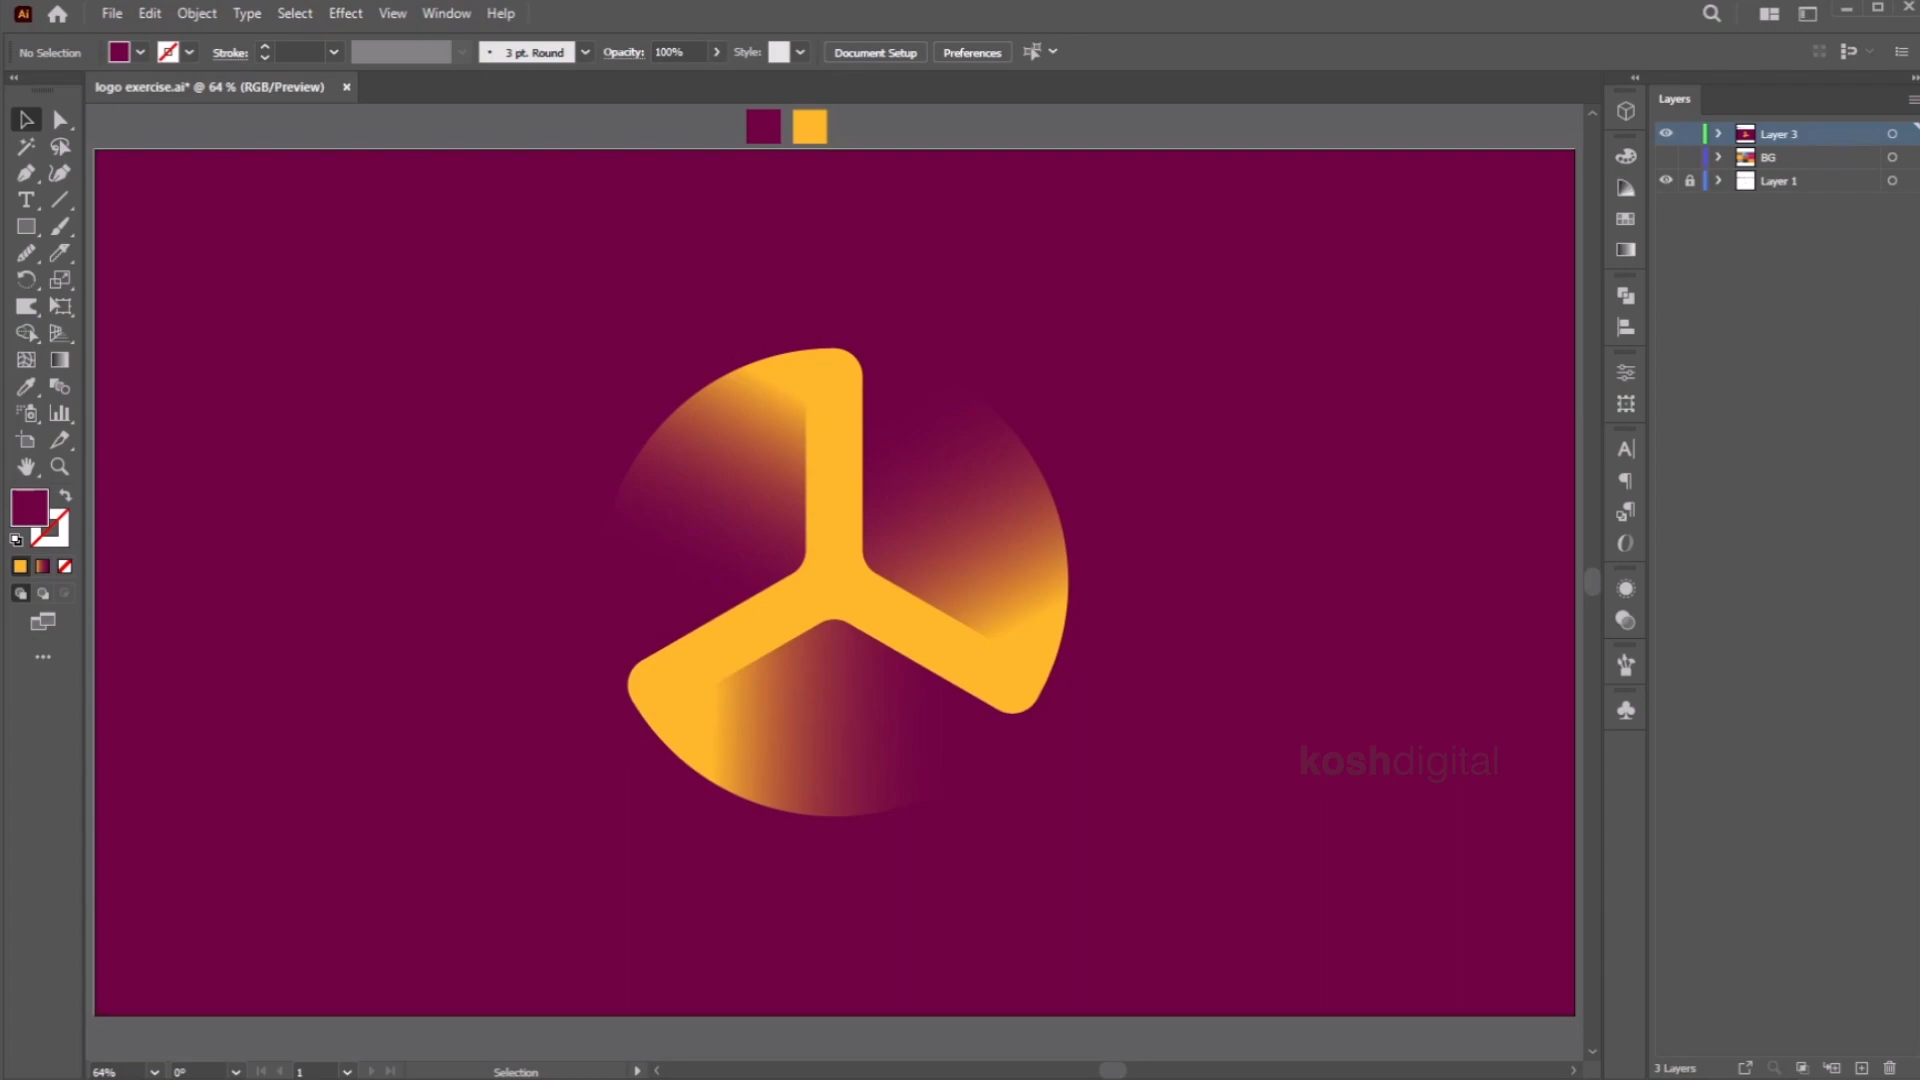 Ai File Edit Object Type Select Effect View Window Help
No Selection Stroke: 3 pt. Round Opacity: 100% Style: Document Setup Preferences
logo exercise.ai* @ 64 % (RGB/Preview)
Layers
Layer 3
BG
Layer 1
koshdigital
64% 0° 1 Selection
3 Layers